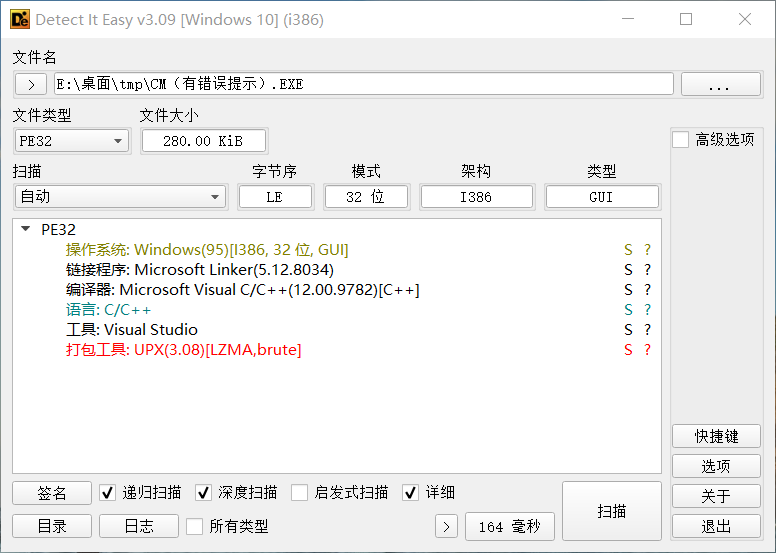 Detect It Easy v3.09 [Windows 10] (i386)
文件名
> E:\桌面\tmp\CM（有错误提示）.EXE ...
文件类型 文件大小
PE32 280.00 KiB
高级选项
扫描 字节序 模式 架构 类型
自动 LE 32 位 I386 GUI
PE32
操作系统: Windows(95)[I386, 32 位, GUI] S ?
链接程序: Microsoft Linker(5.12.8034) S ?
编译器: Microsoft Visual C/C++(12.00.9782)[C++] S ?
语言: C/C++ S ?
工具: Visual Studio S ?
打包工具: UPX(3.08)[LZMA,brute] S ?
快捷键
选项
签名 递归扫描 深度扫描 启发式扫描 详细 扫描 关于
目录 日志 所有类型 > 164 毫秒 退出